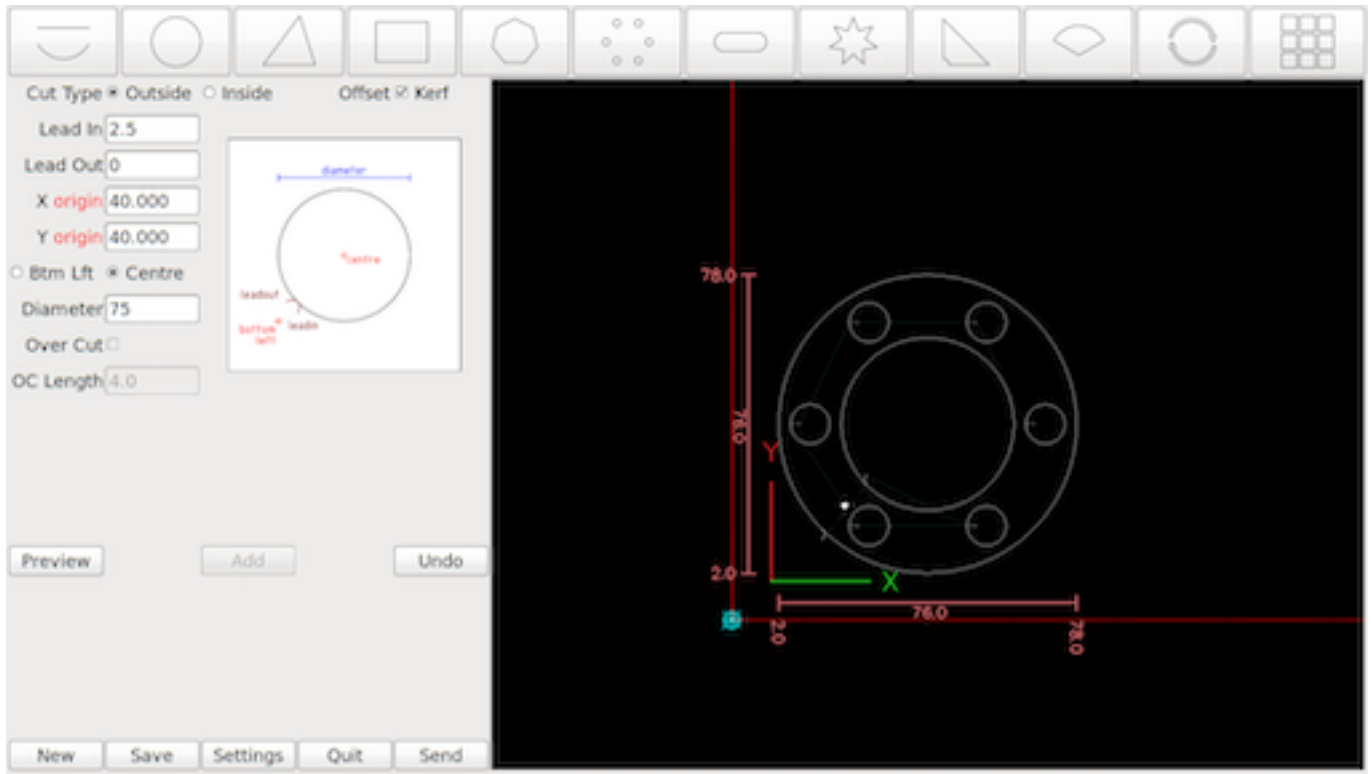 Cut Type Outside Inside Offset Kerf
Lead In 2.5
Lead Out 0
X origin 40.000
Y origin 40.000
Btm Lft Centre
Diameter 75
Over Cut
OC Length 4.0
diameter
centre
leadout
leadin
bottom
left
Preview Add Undo
New Save Settings Quit Send
78.0
76.0
Y
2.0
X
76.0
2.0
78.0